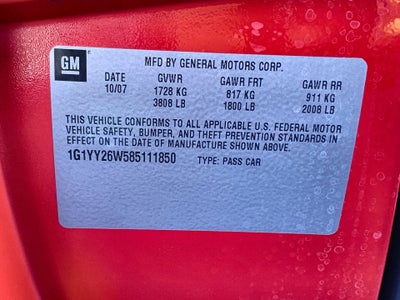 GM
MFD BY GENERAL MOTORS CORP.
DATE GVWR GAWR FRT GAWR RR
10/07 1728 KG 817 KG 911 KG
3808 LB 1800 LB 2008 LB
THIS VEHICLE CONFORMS TO ALL APPLICABLE U.S. FEDERAL MOTOR
VEHICLE SAFETY, BUMPER, AND THEFT PREVENTION STANDARDS IN
EFFECT ON THE DATE OF MANUFACTURE SHOWN ABOVE.
1G1YY26W585111850 TYPE: PASS CAR